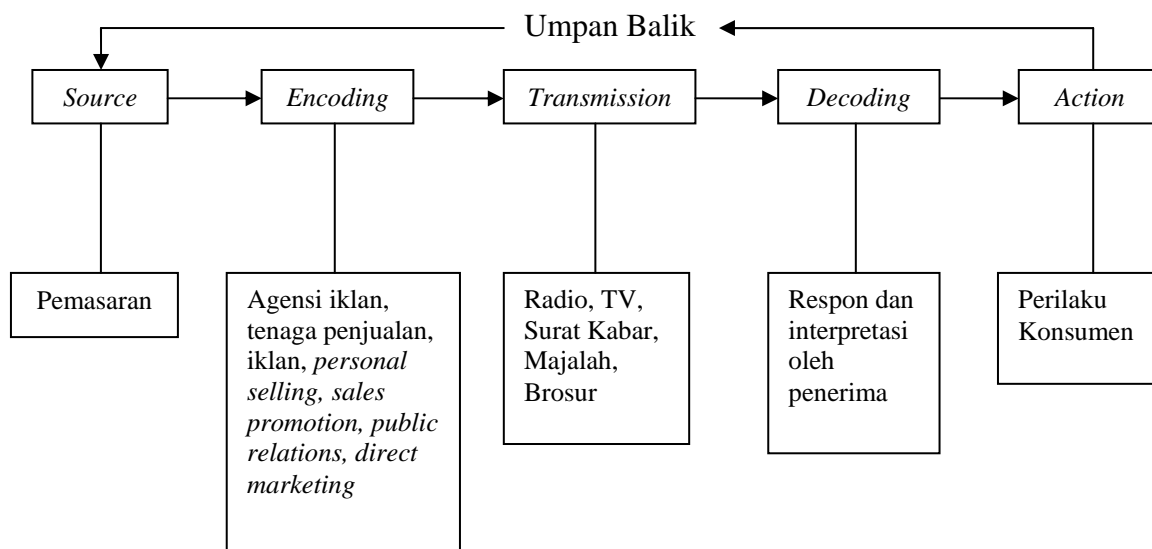 Umpan Balik
Source
Encoding
Transmission
Decoding
Action
Pemasaran
Agensi iklan,
tenaga penjualan,
iklan, personal
selling, sales
promotion, public
relations, direct
marketing
Radio, TV,
Surat Kabar,
Majalah,
Brosur
Respon dan
interpretasi
oleh
penerima
Perilaku
Konsumen